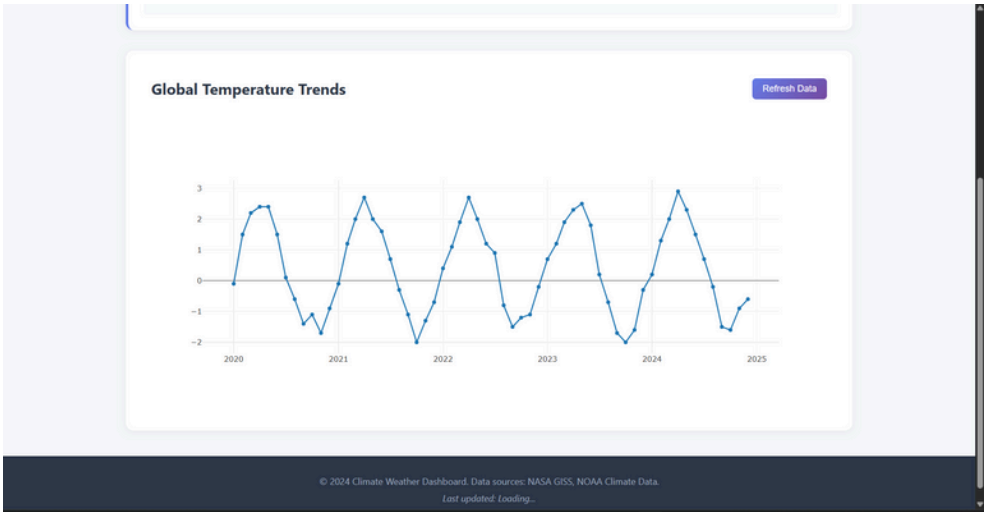 Global Temperature Trends
Refresh Data
3
2
1
0
−1
−2
2020 2021 2022 2023 2024 2025
© 2024 Climate Weather Dashboard. Data sources: NASA GISS, NOAA Climate Data.
Last updated: Loading...